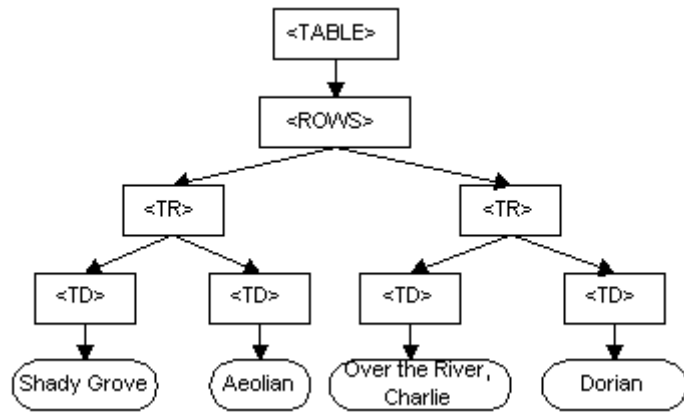 <TABLE>
<ROWS>
<TR>
<TR>
<TD>
<TD>
<TD>
<TD>
Shady Grove
Aeolian
Over the River,
Charlie
Dorian